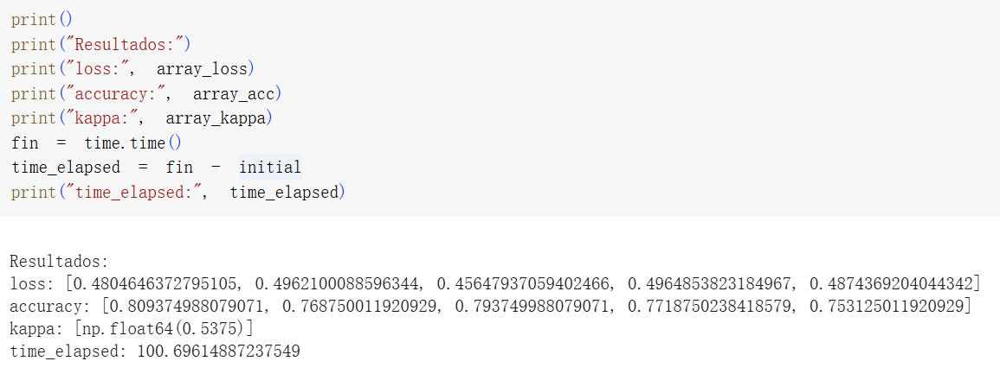 print()
print("Resultados:")
print("loss:", array_loss)
print("accuracy:", array_acc)
print("kappa:", array_kappa)
fin = time.time()
time_elapsed = fin - initial
print("time_elapsed:", time_elapsed)
Resultados:
loss: [0.4804646372795105, 0.4962100088596344, 0.45647937059402466, 0.4964853823184967, 0.4874369204044342]
accuracy: [0.809374988079071, 0.768750011920929, 0.793749988079071, 0.7718750238418579, 0.753125011920929]
kappa: [np.float64(0.5375)]
time_elapsed: 100.69614887237549